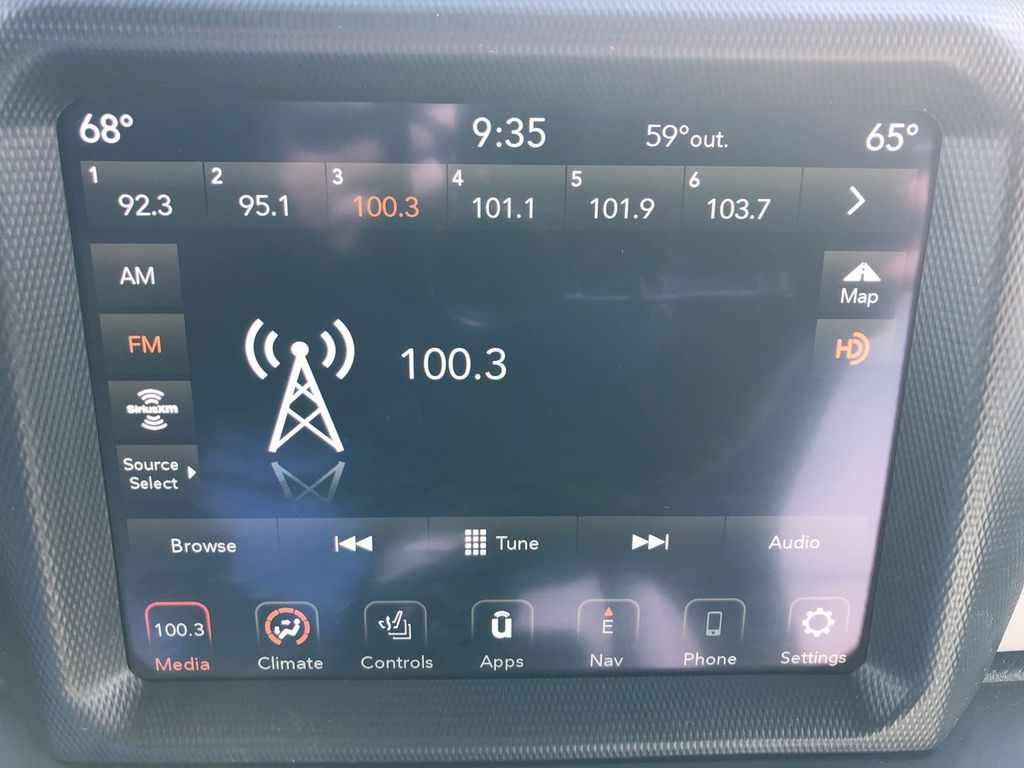 68° 9:35 59°out. 65°
1 2 3 4 5 6
92.3 95.1 100.3 101.1 101.9 103.7
AM
Map
FM
HD
100.3
SiriusXM
Source
Select
Browse Tune Audio
100.3 E
Media Climate Controls Apps Nav Phone Settings